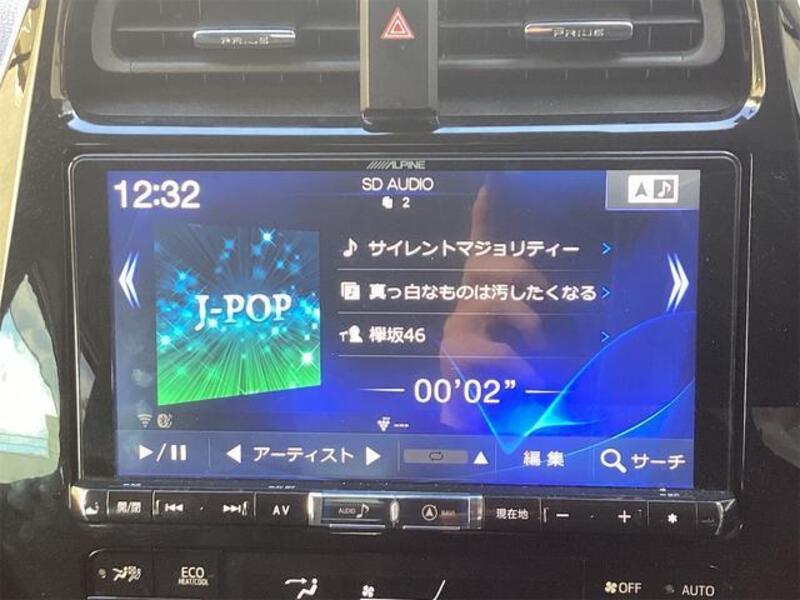 PRIUS
PRIUS
ALPINE
12:32
SD AUDIO
2
サイレントマジョリティー
真っ白なものは汚したくなる
欅坂46
J-POP
00'02"
アーティスト
編集
サーチ
開/閉
AV
AUDIO
NAVI
現在地
ECO
HEAT/COOL
OFF
AUTO